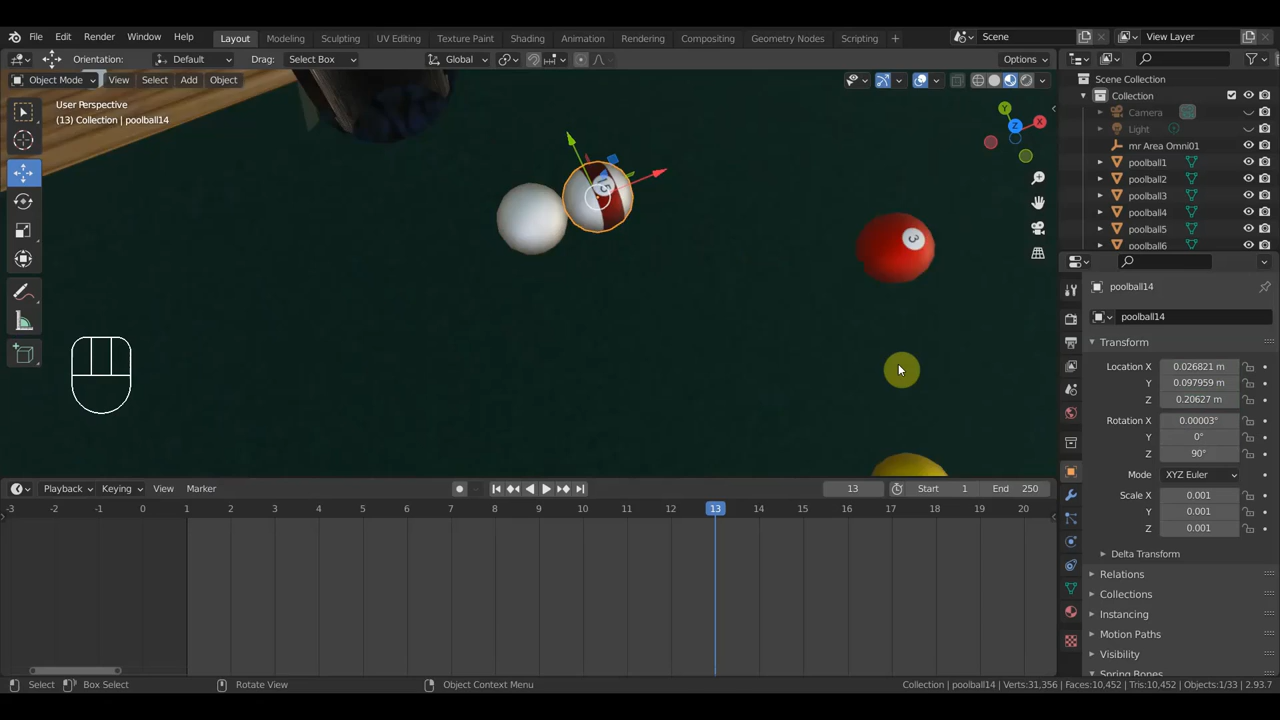 File Edit Render Window Help Layout Modeling Sculpting UV Editing Texture Paint Shading Animation Rendering Compositing Geometry Nodes Scripting + Scene View Layer
Orientation: Default Drag: Select Box Global Options
Object Mode View Select Add Object
User Perspective
(13) Collection | poolball14
Y
X
Z
15
3
Scene Collection
Collection
Camera
Light
mr Area Omni01
poolball1
poolball2
poolball3
poolball4
poolball5
poolball6
poolball14
poolball14
Transform
Location X 0.026821 m
Y 0.097959 m
Z 0.20627 m
Rotation X 0.00003°
Y 0°
Z 90°
Mode XYZ Euler
Scale X 0.001
Y 0.001
Z 0.001
Delta Transform
Relations
Collections
Instancing
Motion Paths
Visibility
Spring Bones
Playback Keying View Marker 13 Start 1 End 250
-3 -2 -1 0 1 2 3 4 5 6 7 8 9 10 11 12 13 14 15 16 17 18 19 20
Select Box Select Rotate View Object Context Menu Collection | poolball14 | Verts:31,356 | Faces:10,452 | Tris:10,452 | Objects:1/33 | 2.93.7